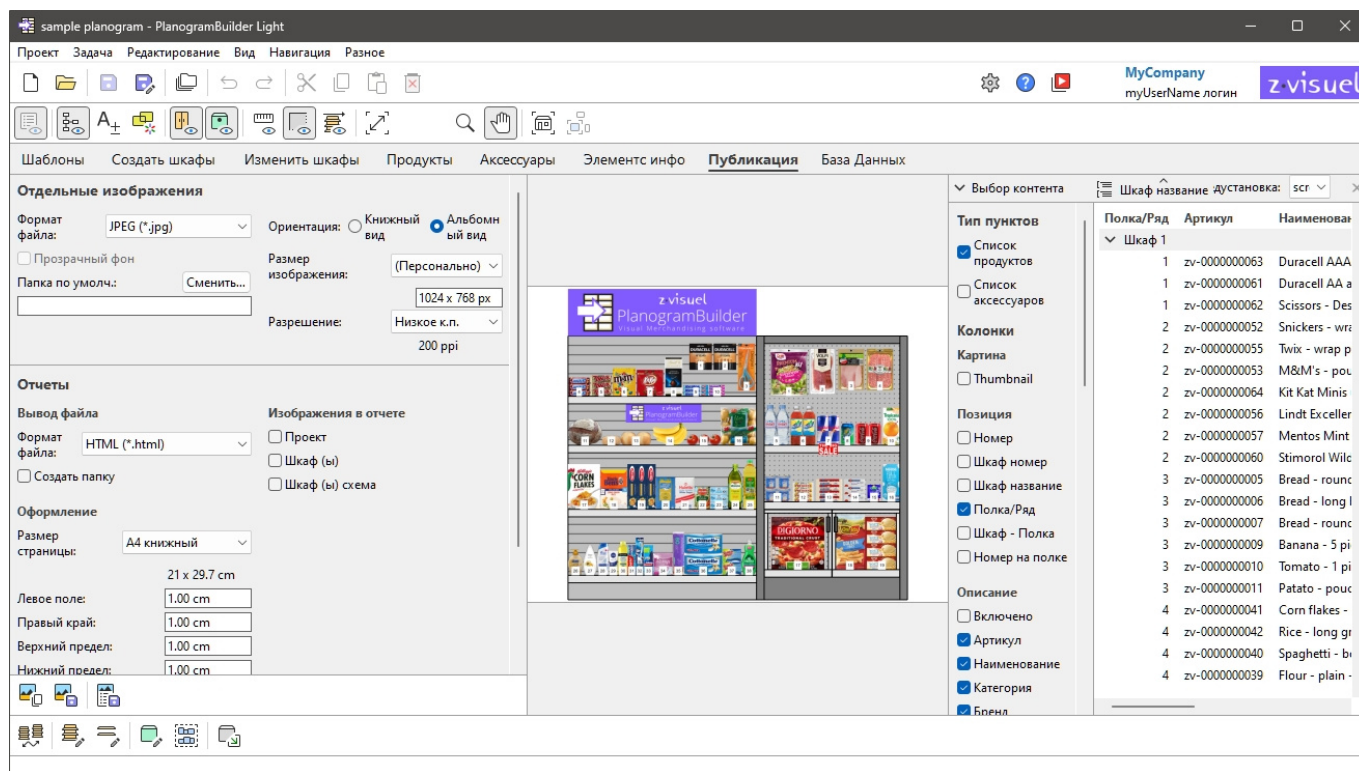 sample planogram - PlanogramBuilder Light
Проект Задача Редактирование Вид Навигация Разное
MyCompany
myUserName логин
z·visuel
Шаблоны Создать шкафы Изменить шкафы Продукты Аксессуары Элементс инфо Публикация База Данных
Отдельные изображения
Формат файла: JPEG (*.jpg)
Прозрачный фон
Папка по умолч.: Сменить...
Ориентация: Книжный вид Альбомный вид
Размер изображения: (Персонально)
1024 x 768 px
Разрешение: Низкое к.п.
200 ppi
Отчеты
Вывод файла
Формат файла: HTML (*.html)
Создать папку
Изображения в отчете
Проект
Шкаф (ы)
Шкаф (ы) схема
Оформление
Размер страницы: A4 книжный
21 x 29.7 cm
Левое поле: 1.00 cm
Правый край: 1.00 cm
Верхний предел: 1.00 cm
Нижний предел: 1.00 cm
z·visuel
PlanogramBuilder
Visual Merchandising software
z·visuel
PlanogramBuilder
CORN FLAKES
SALE
DIGIORNO
Выбор контента
Тип пунктов
Список продуктов
Список аксессуаров
Колонки
Картина
Thumbnail
Позиция
Номер
Шкаф номер
Шкаф название
Полка/Ряд
Шкаф - Полка
Номер на полке
Описание
Включено
Артикул
Наименование
Категория
Бренд
Шкаф название дустановка: scr
Полка/Ряд Артикул Наименован
Шкаф 1
1 zv-0000000063 Duracell AAA
1 zv-0000000061 Duracell AA a
1 zv-0000000062 Scissors - Des
2 zv-0000000052 Snickers - wra
2 zv-0000000055 Twix - wrap p
2 zv-0000000053 M&M's - pou
2 zv-0000000064 Kit Kat Minis
2 zv-0000000056 Lindt Exceller
2 zv-0000000057 Mentos Mint
2 zv-0000000060 Stimorol Wild
3 zv-0000000005 Bread - round
3 zv-0000000006 Bread - long l
3 zv-0000000007 Bread - round
3 zv-0000000009 Banana - 5 pi
3 zv-0000000010 Tomato - 1 pi
3 zv-0000000011 Patato - pouc
4 zv-0000000041 Corn flakes -
4 zv-0000000042 Rice - long gr
4 zv-0000000040 Spaghetti - b
4 zv-0000000039 Flour - plain -